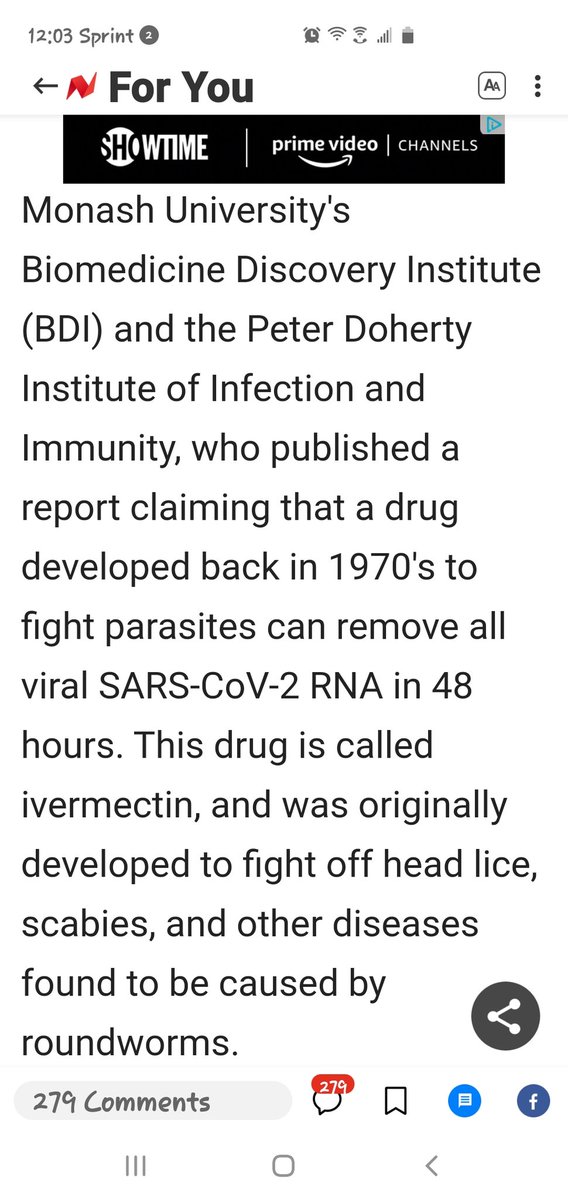 12:03 Sprint 2
For You
AA
SHOWTIME | prime video | CHANNELS
Monash University's
Biomedicine Discovery Institute
(BDI) and the Peter Doherty
Institute of Infection and
Immunity, who published a
report claiming that a drug
developed back in 1970's to
fight parasites can remove all
viral SARS-CoV-2 RNA in 48
hours. This drug is called
ivermectin, and was originally
developed to fight off head lice,
scabies, and other diseases
found to be caused by
roundworms.
279 Comments
279
f